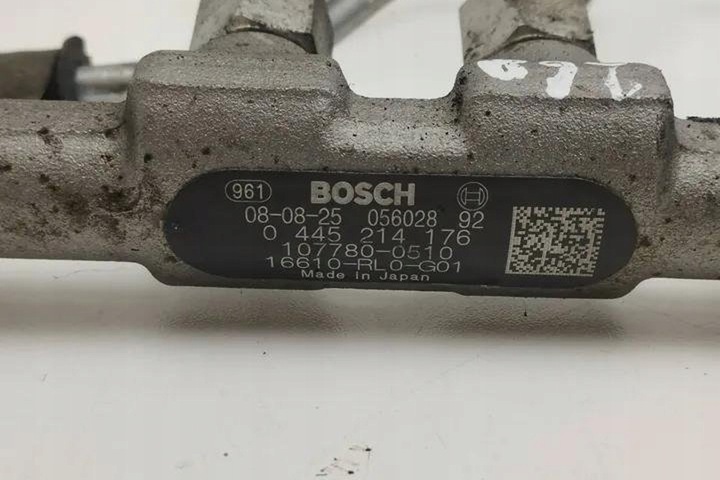 961 BOSCH
08-08-25 056028 92
0 445 214 176
107780-0510
16610-RL0-G01
Made in Japan